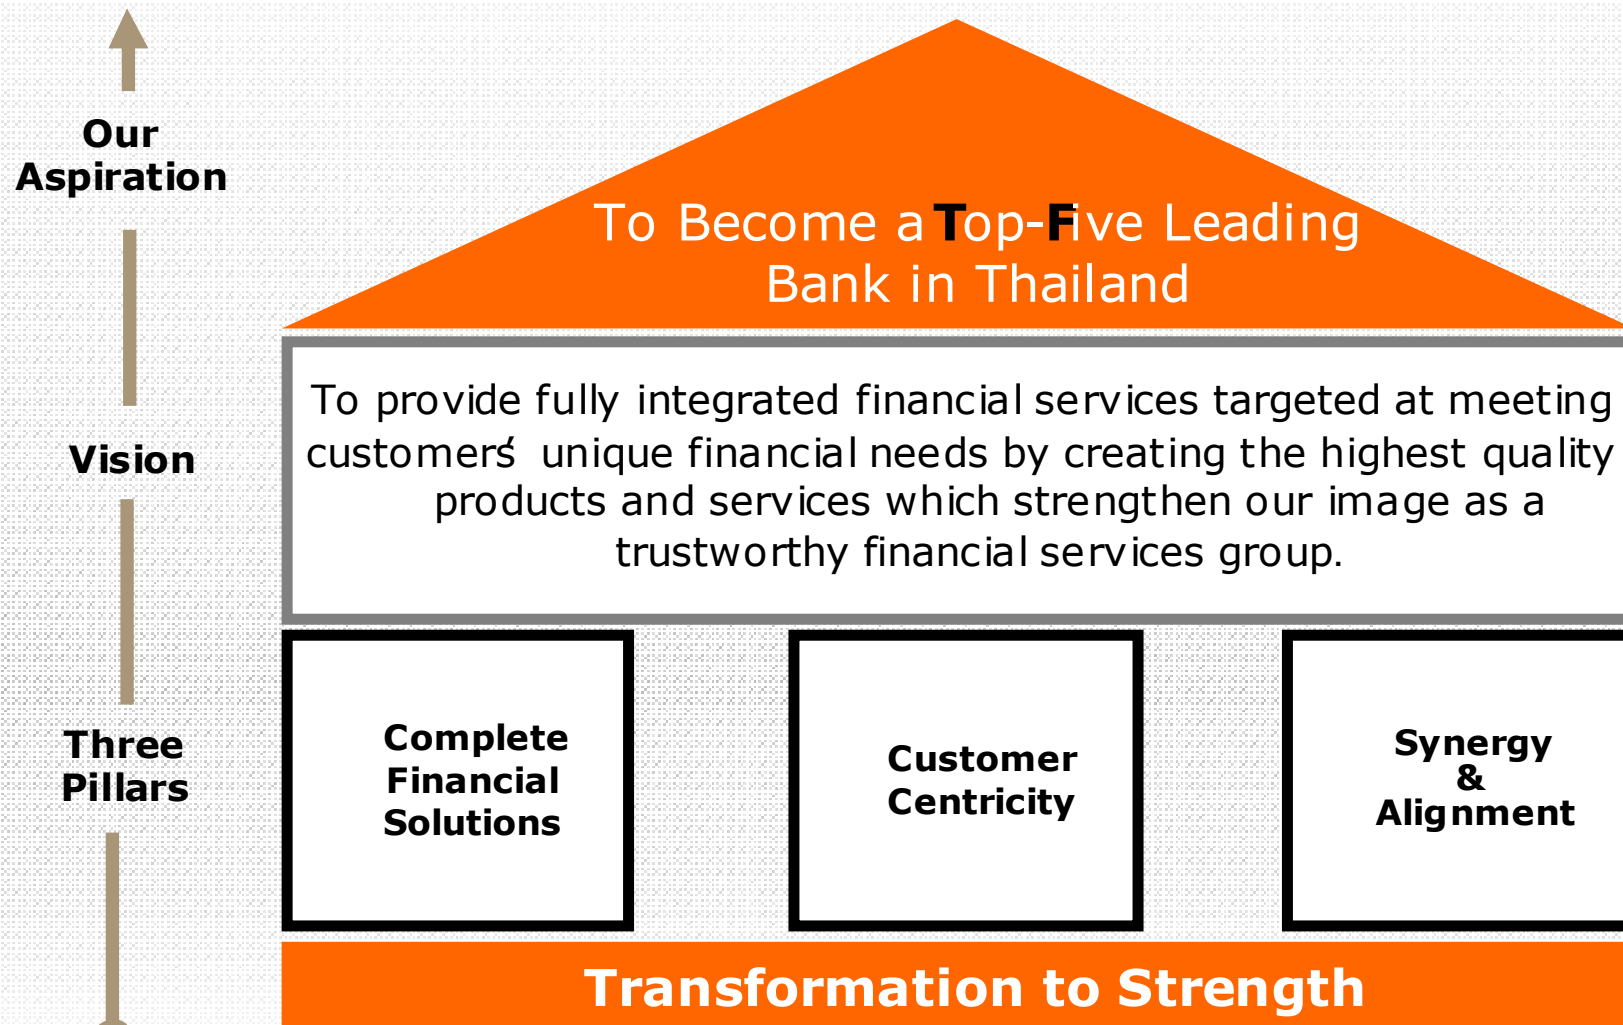 Our
Aspiration
To Become a Top-Five Leading
Bank in Thailand
Vision
To provide fully integrated financial services targeted at meeting
customers’ unique financial needs by creating the highest quality
products and services which strengthen our image as a
trustworthy financial services group.
Three
Pillars
Complete
Financial
Solutions
Customer
Centricity
Synergy
&
Alignment
Transformation to Strength